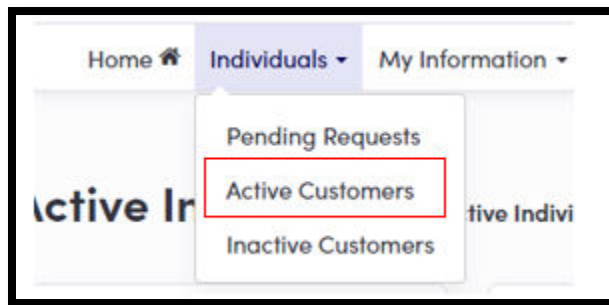 Home Individuals My Information
Pending Requests
Active Customers
Inactive Customers